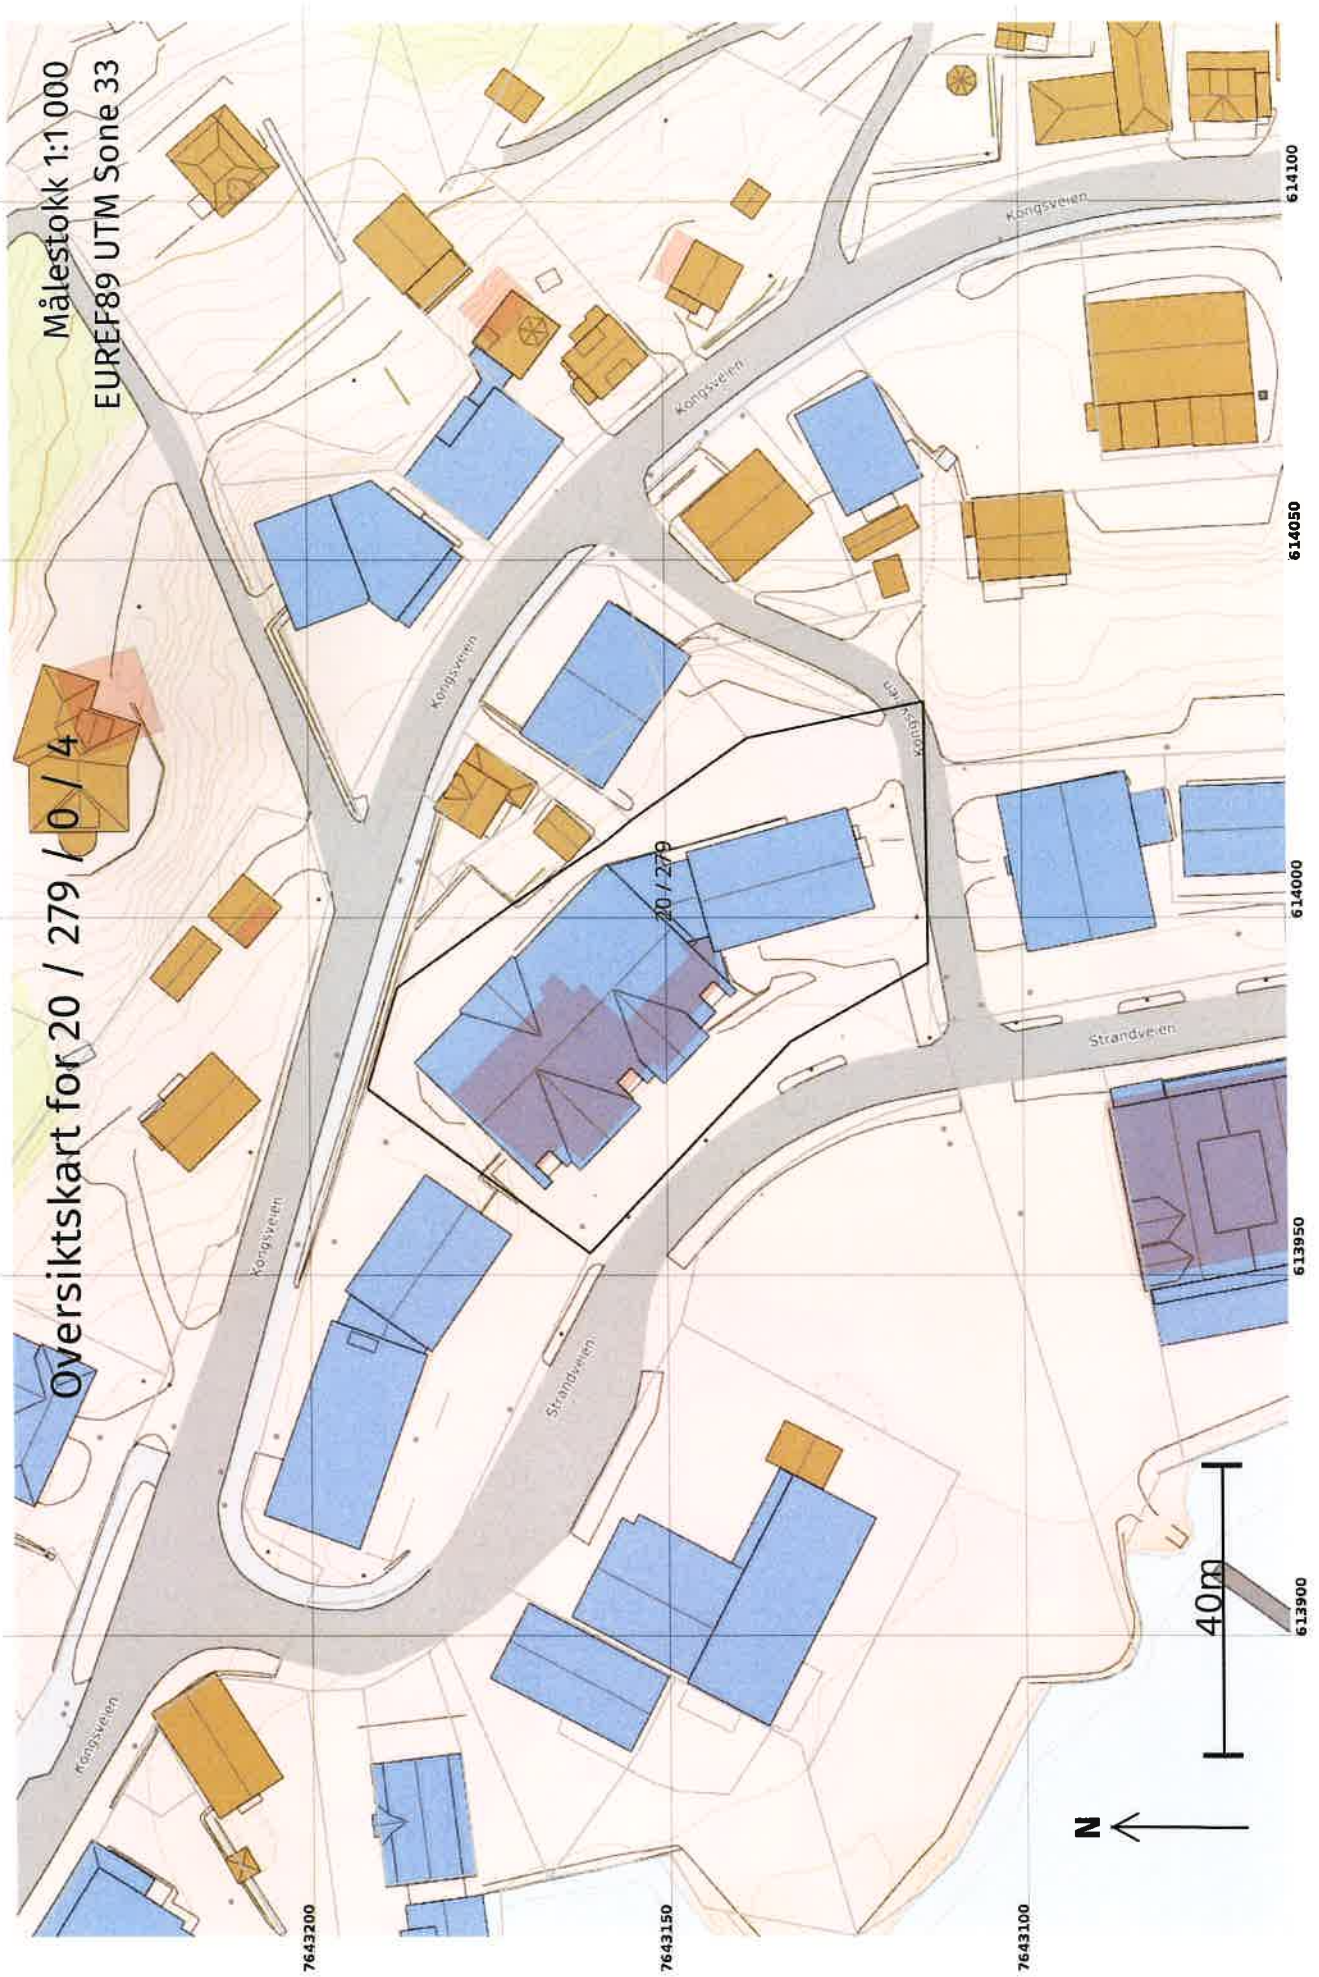 Målestokk 1:1 000
EUREF89 UTM Sone 33
Oversiktskart for 20 / 279 / 0 / 4
Kongsveien
Kongsveien
Kongsveien
Kongsveien
Kongsveien
Kongsveien
20 / 279
Strandveien
Strandveien
40m
N
7643200
7643150
7643100
613900
613950
614000
614050
614100